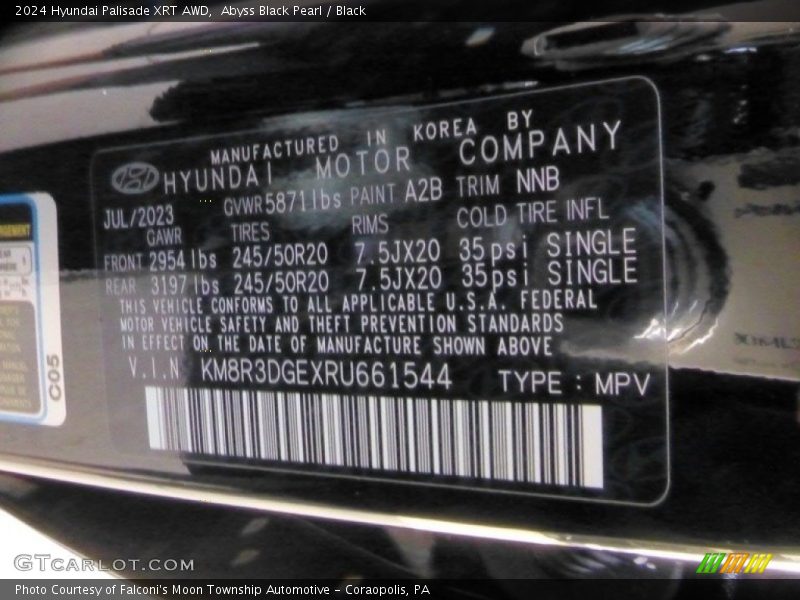 2024 Hyundai Palisade XRT AWD, Abyss Black Pearl / Black
MANUFACTURED IN KOREA BY
HYUNDAI MOTOR COMPANY
JUL/2023 GVWR 5871lbs PAINT A2B TRIM NNB
GAWR TIRES RIMS COLD TIRE INFL
FRONT 2954 lbs 245/50R20 7.5JX20 35psi SINGLE
REAR 3197 lbs 245/50R20 7.5JX20 35psi SINGLE
THIS VEHICLE CONFORMS TO ALL APPLICABLE U.S.A. FEDERAL
MOTOR VEHICLE SAFETY AND THEFT PREVENTION STANDARDS
IN EFFECT ON THE DATE OF MANUFACTURE SHOWN ABOVE
V.I.N KM8R3DGEXRU661544 TYPE : MPV
C05
GTCARLOT.COM
Photo Courtesy of Falconi's Moon Township Automotive - Coraopolis, PA